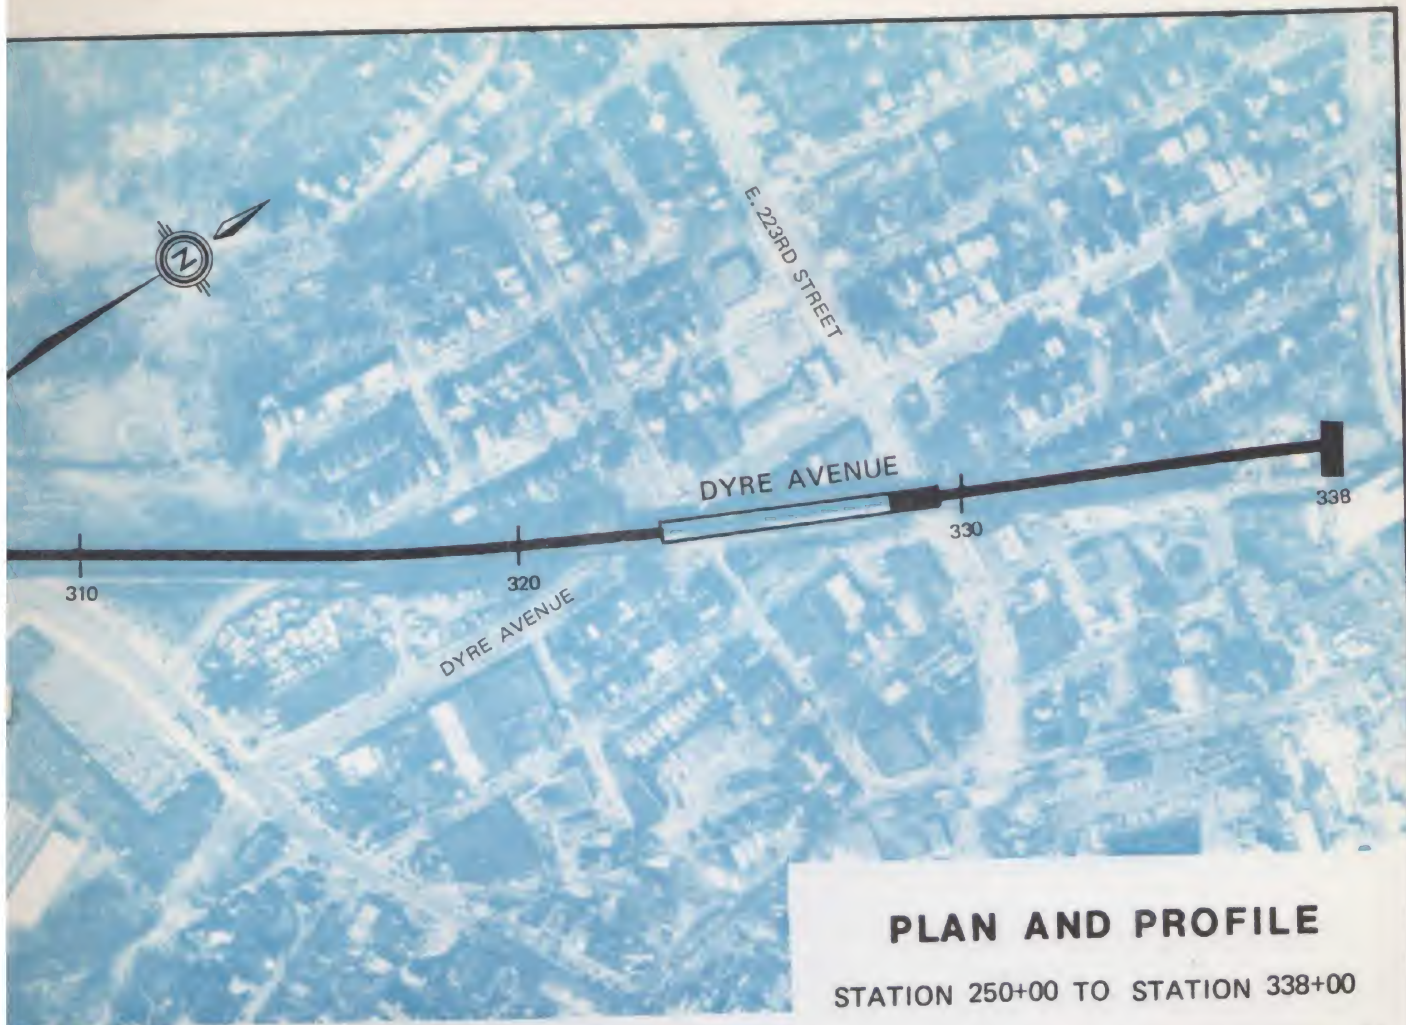 E. 223RD STREET
N
DYRE AVENUE
310
320
330
338
DYRE AVENUE
PLAN AND PROFILE
STATION 250+00 TO STATION 338+00